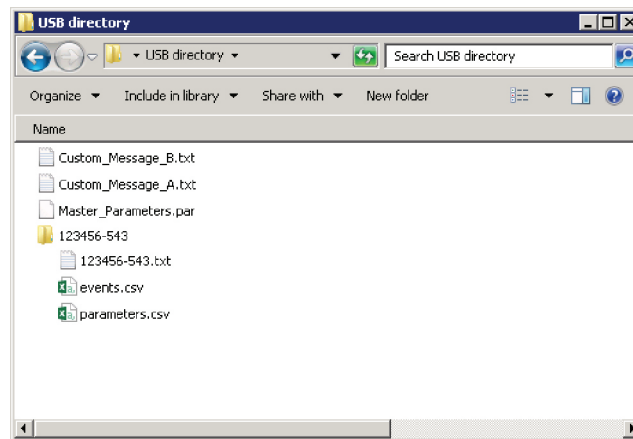 USB directory
USB directory Search USB directory
Organize Include in library Share with New folder
Name
Custom_Message_B.txt
Custom_Message_A.txt
Master_Parameters.par
123456-543
123456-543.txt
events.csv
parameters.csv